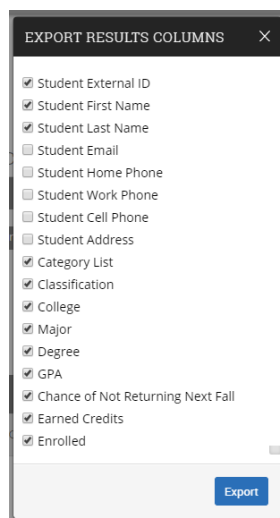 EXPORT RESULTS COLUMNS ×
Student External ID
Student First Name
Student Last Name
Student Email
Student Home Phone
Student Work Phone
Student Cell Phone
Student Address
Category List
Classification
College
Major
Degree
GPA
Chance of Not Returning Next Fall
Earned Credits
Enrolled
Export